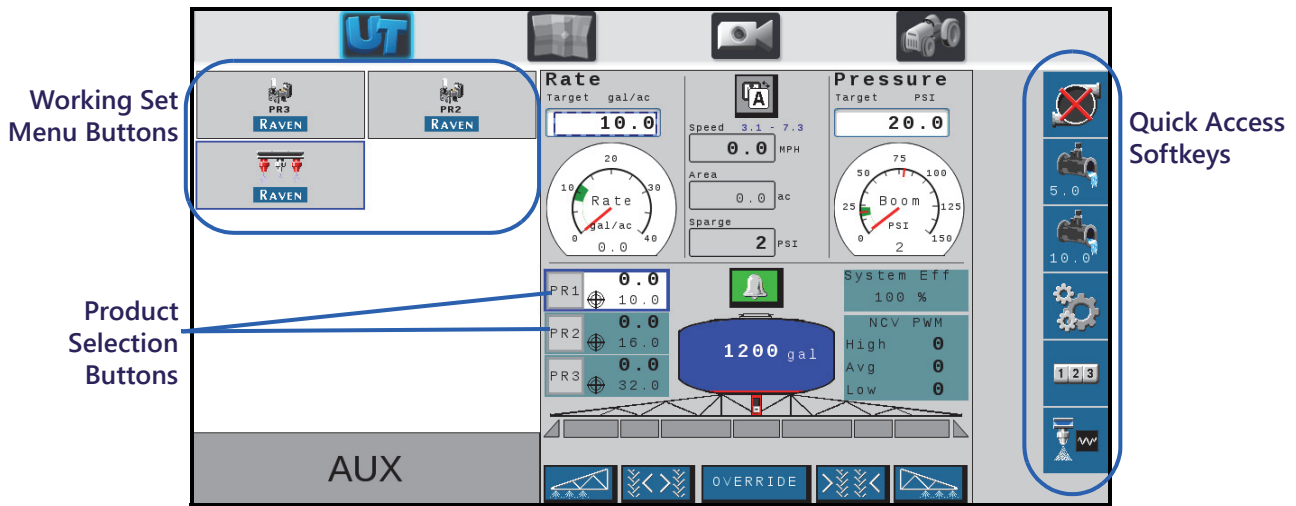 UT
Working Set
Menu Buttons
PR3
RAVEN
PR2
RAVEN
RAVEN
Product
Selection
Buttons
AUX
Rate
Target gal/ac
10.0
0
10
20
30
40
Rate
gal/ac
0.0
A
Speed 3.1 - 7.3
0.0 MPH
Area
0.0 ac
Sparge
2 PSI
Pressure
Target PSI
20.0
0
25
50
75
100
125
150
Boom
PSI
2
PR1 0.0
10.0
PR2 0.0
16.0
PR3 0.0
32.0
1200 gal
System Eff
100 %
NCV PWM
High 0
Avg 0
Low 0
OVERRIDE
Quick Access
Softkeys
5.0
10.0
1 2 3